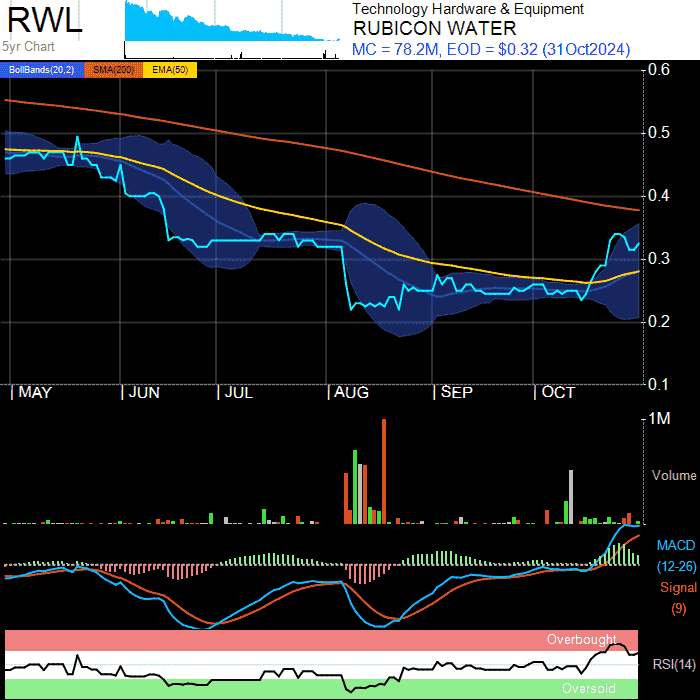 RWL
5yr Chart
Technology Hardware & Equipment
RUBICON WATER
MC = 78.2M, EOD = $0.32 (31Oct2024)
BollBands(20,2) SMA(200) EMA(50)
0.6
0.5
0.4
0.3
0.2
0.1
MAY JUN JUL AUG SEP OCT
1M
Volume
MACD
(12-26)
Signal
(9)
Overbought
RSI(14)
Oversold